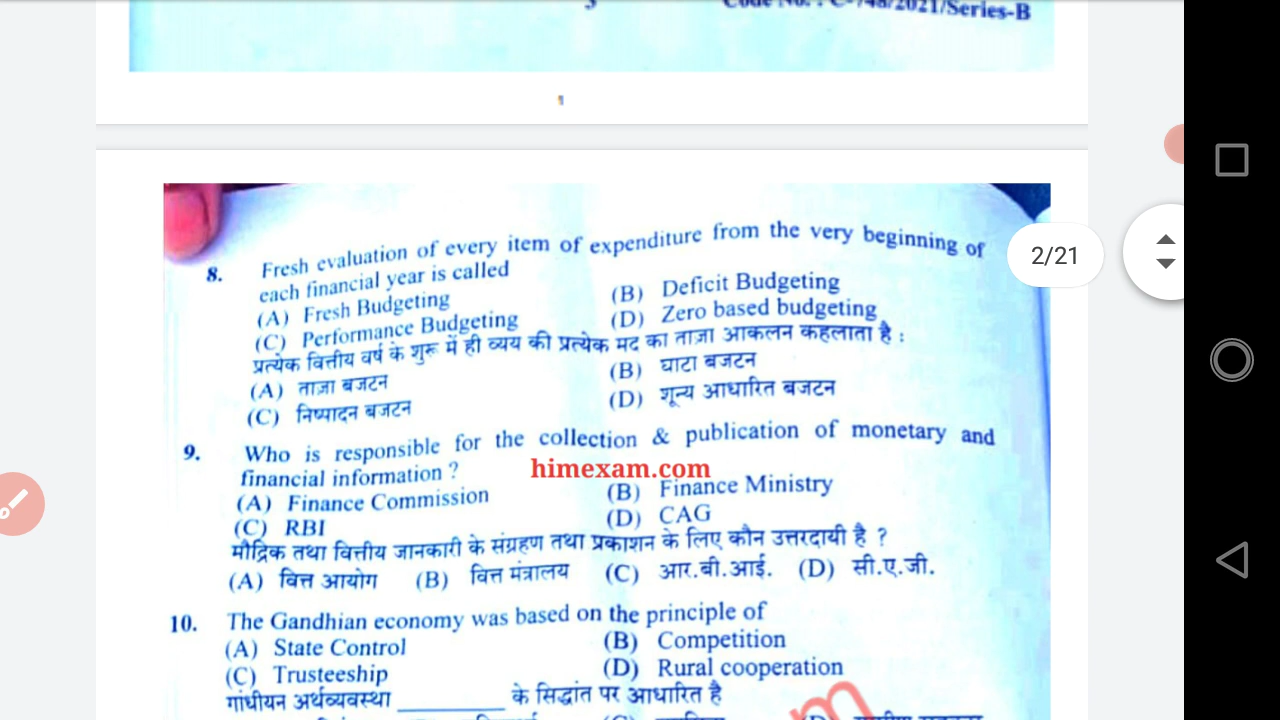 Code No. : C-748/2021/Series-B
2/21
8. Fresh evaluation of every item of expenditure from the very beginning of
each financial year is called
(A) Fresh Budgeting (B) Deficit Budgeting
(C) Performance Budgeting (D) Zero based budgeting
प्रत्येक वित्तीय वर्ष के शुरू में ही व्यय की प्रत्येक मद का ताज़ा आकलन कहलाता है :
(A) ताज़ा बजटन (B) घाटा बजटन
(C) निष्पादन बजटन (D) शून्य आधारित बजटन
9. Who is responsible for the collection & publication of monetary and
financial information ?
himexam.com
(A) Finance Commission (B) Finance Ministry
(C) RBI (D) CAG
मौद्रिक तथा वित्तीय जानकारी के संग्रहण तथा प्रकाशन के लिए कौन उत्तरदायी है ?
(A) वित्त आयोग (B) वित्त मंत्रालय (C) आर.बी.आई. (D) सी.ए.जी.
10. The Gandhian economy was based on the principle of
(A) State Control (B) Competition
(C) Trusteeship (D) Rural cooperation
गांधीयन अर्थव्यवस्था ________ के सिद्धांत पर आधारित है